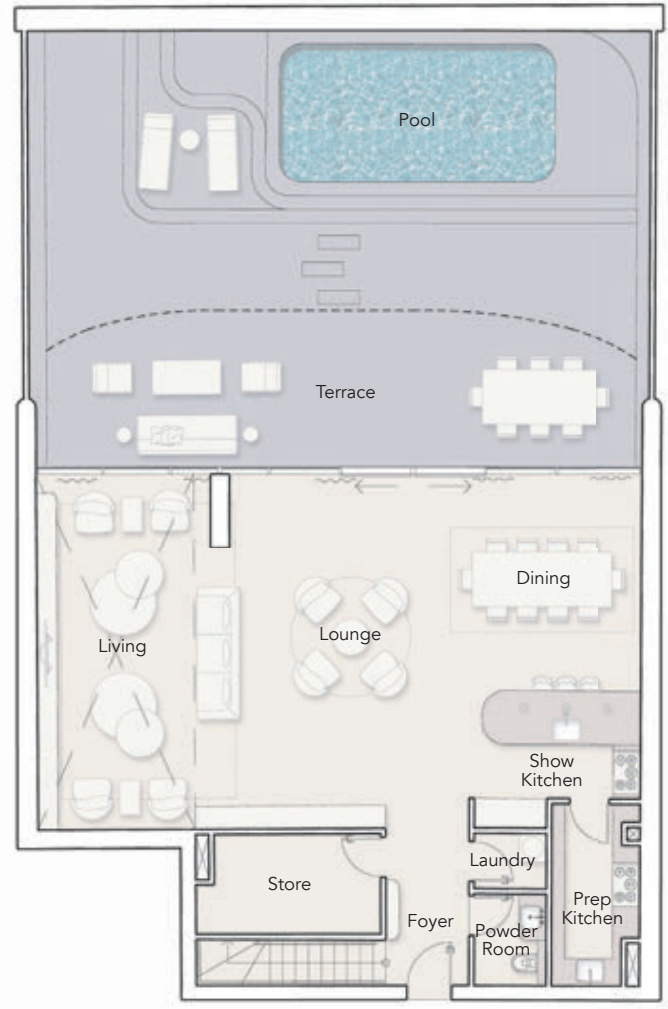 Pool
Terrace
Dining
Lounge
Living
Show
Kitchen
Laundry
Store
Prep
Kitchen
Foyer
Powder
Room